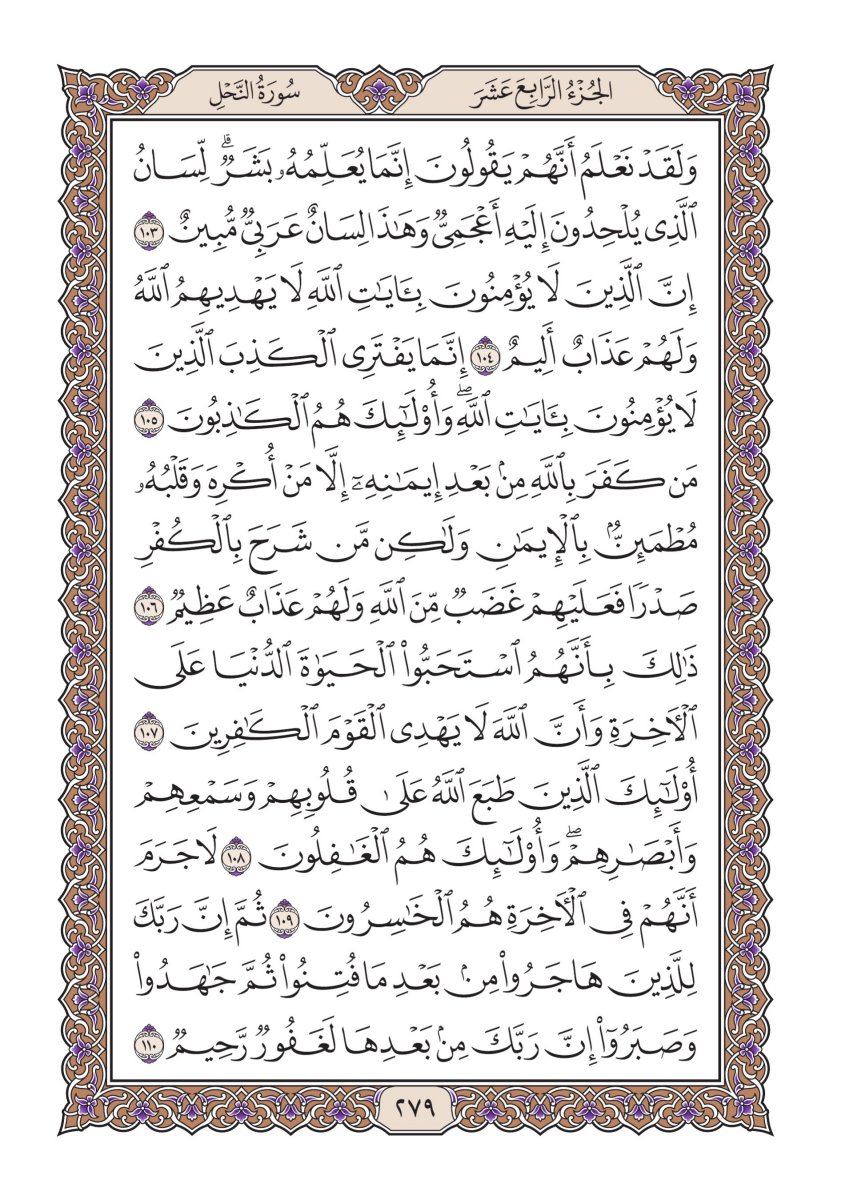 الجُزْءُ الرَّابِعَ عَشَرَ
سُورَةُ النَّحْلِ
وَلَقَدۡ نَعۡلَمُ أَنَّهُمۡ يَقُولُونَ إِنَّمَا يُعَلِّمُهُۥ بَشَرٞۗ لِّسَانُ
ٱلَّذِي يُلۡحِدُونَ إِلَيۡهِ أَعۡجَمِيّٞ وَهَٰذَا لِسَانٌ عَرَبِيّٞ مُّبِينٌ ١٠٣
إِنَّ ٱلَّذِينَ لَا يُؤۡمِنُونَ بِـَٔايَٰتِ ٱللَّهِ لَا يَهۡدِيهِمُ ٱللَّهُ
وَلَهُمۡ عَذَابٌ أَلِيمٌ ١٠٤ إِنَّمَا يَفۡتَرِي ٱلۡكَذِبَ ٱلَّذِينَ
لَا يُؤۡمِنُونَ بِـَٔايَٰتِ ٱللَّهِۖ وَأُوْلَٰٓئِكَ هُمُ ٱلۡكَٰذِبُونَ ١٠٥
مَن كَفَرَ بِٱللَّهِ مِنۢ بَعۡدِ إِيمَٰنِهِۦٓ إِلَّا مَنۡ أُكۡرِهَ وَقَلۡبُهُۥ
مُطۡمَئِنُّۢ بِٱلۡإِيمَٰنِ وَلَٰكِن مَّن شَرَحَ بِٱلۡكُفۡرِ
صَدۡرٗا فَعَلَيۡهِمۡ غَضَبٞ مِّنَ ٱللَّهِ وَلَهُمۡ عَذَابٌ عَظِيمٞ ١٠٦
ذَٰلِكَ بِأَنَّهُمُ ٱسۡتَحَبُّواْ ٱلۡحَيَوٰةَ ٱلدُّنۡيَا عَلَى
ٱلۡأٓخِرَةِ وَأَنَّ ٱللَّهَ لَا يَهۡدِي ٱلۡقَوۡمَ ٱلۡكَٰفِرِينَ ١٠٧
أُوْلَٰٓئِكَ ٱلَّذِينَ طَبَعَ ٱللَّهُ عَلَىٰ قُلُوبِهِمۡ وَسَمۡعِهِمۡ
وَأَبۡصَٰرِهِمۡۖ وَأُوْلَٰٓئِكَ هُمُ ٱلۡغَٰفِلُونَ ١٠٨ لَا جَرَمَ
أَنَّهُمۡ فِي ٱلۡأٓخِرَةِ هُمُ ٱلۡخَٰسِرُونَ ١٠٩ ثُمَّ إِنَّ رَبَّكَ
لِلَّذِينَ هَاجَرُواْ مِنۢ بَعۡدِ مَا فُتِنُواْ ثُمَّ جَٰهَدُواْ
وَصَبَرُوٓاْ إِنَّ رَبَّكَ مِنۢ بَعۡدِهَا لَغَفُورٞ رَّحِيمٞ ١١٠
٢٧٩